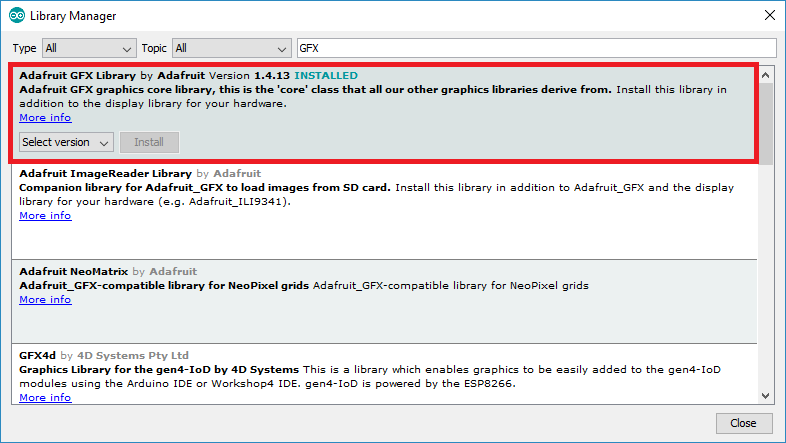 Library Manager
Type All Topic All GFX
Adafruit GFX Library by Adafruit Version 1.4.13 INSTALLED
Adafruit GFX graphics core library, this is the 'core' class that all our other graphics libraries derive from. Install this library in
addition to the display library for your hardware.
More info
Select version Install
Adafruit ImageReader Library by Adafruit
Companion library for Adafruit_GFX to load images from SD card. Install this library in addition to Adafruit_GFX and the display
library for your hardware (e.g. Adafruit_ILI9341).
More info
Adafruit NeoMatrix by Adafruit
Adafruit_GFX-compatible library for NeoPixel grids Adafruit_GFX-compatible library for NeoPixel grids
More info
GFX4d by 4D Systems Pty Ltd
Graphics Library for the gen4-IoD by 4D Systems This is a library which enables graphics to be easily added to the gen4-IoD
modules using the Arduino IDE or Workshop4 IDE. gen4-IoD is powered by the ESP8266.
More info
Close